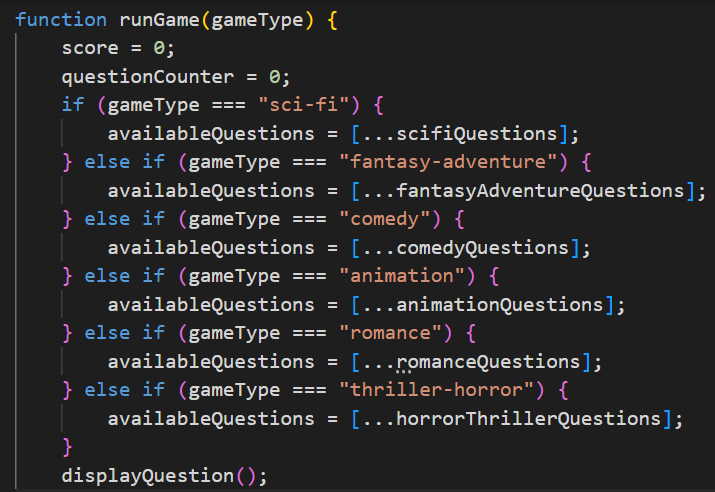 function runGame(gameType) {
    score = 0;
    questionCounter = 0;
    if (gameType === "sci-fi") {
        availableQuestions = [...scifiQuestions];
    } else if (gameType === "fantasy-adventure") {
        availableQuestions = [...fantasyAdventureQuestions];
    } else if (gameType === "comedy") {
        availableQuestions = [...comedyQuestions];
    } else if (gameType === "animation") {
        availableQuestions = [...animationQuestions];
    } else if (gameType === "romance") {
        availableQuestions = [...romanceQuestions];
    } else if (gameType === "thriller-horror") {
        availableQuestions = [...horrorThrillerQuestions];
    }
    displayQuestion();